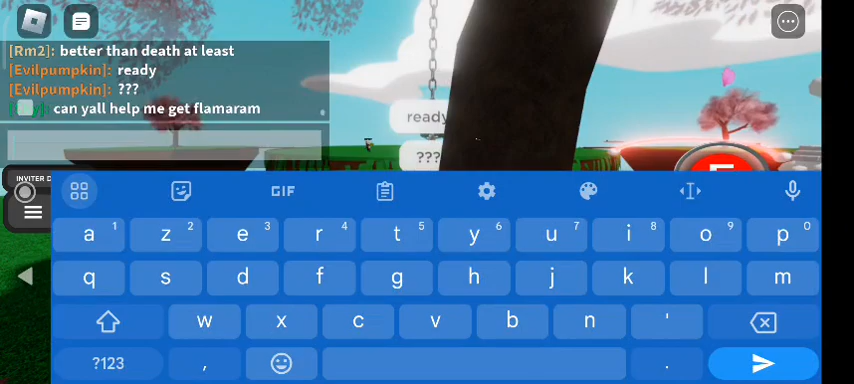 [Rm2]: better than death at least
[Evilpumpkin]: ready
[Evilpumpkin]: ???
can yall help me get flamaram
ready
???
INVITER D
GIF
a 1 z 2 e 3 r 4 t 5 y 6 u 7 i 8 o 9 p 0
q s d f g h j k l m
w x c v b n '
?123 , .